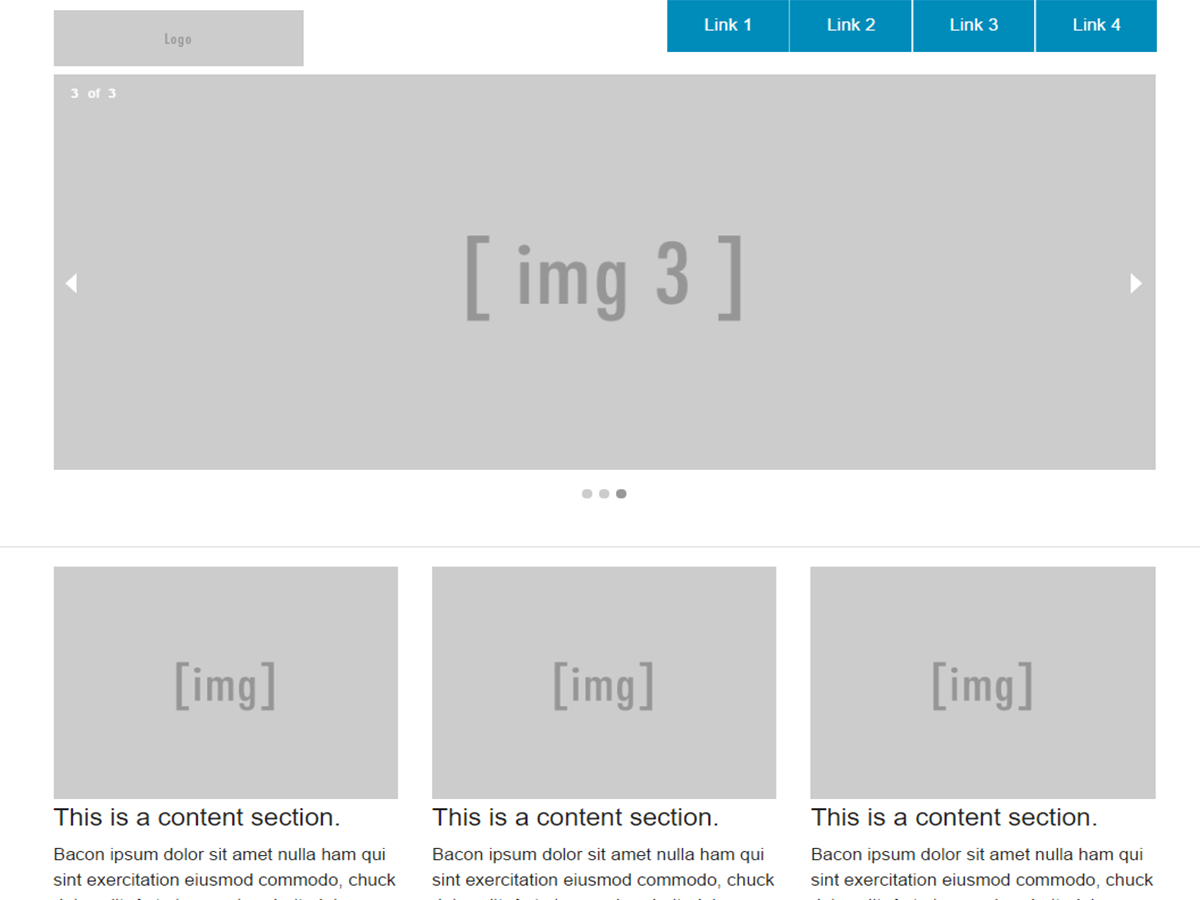 Logo
Link 1 Link 2 Link 3 Link 4
3 of 3
[ img 3 ]
[img] [img] [img]
This is a content section. This is a content section. This is a content section.
Bacon ipsum dolor sit amet nulla ham qui Bacon ipsum dolor sit amet nulla ham qui Bacon ipsum dolor sit amet nulla ham qui
sint exercitation eiusmod commodo, chuck sint exercitation eiusmod commodo, chuck sint exercitation eiusmod commodo, chuck